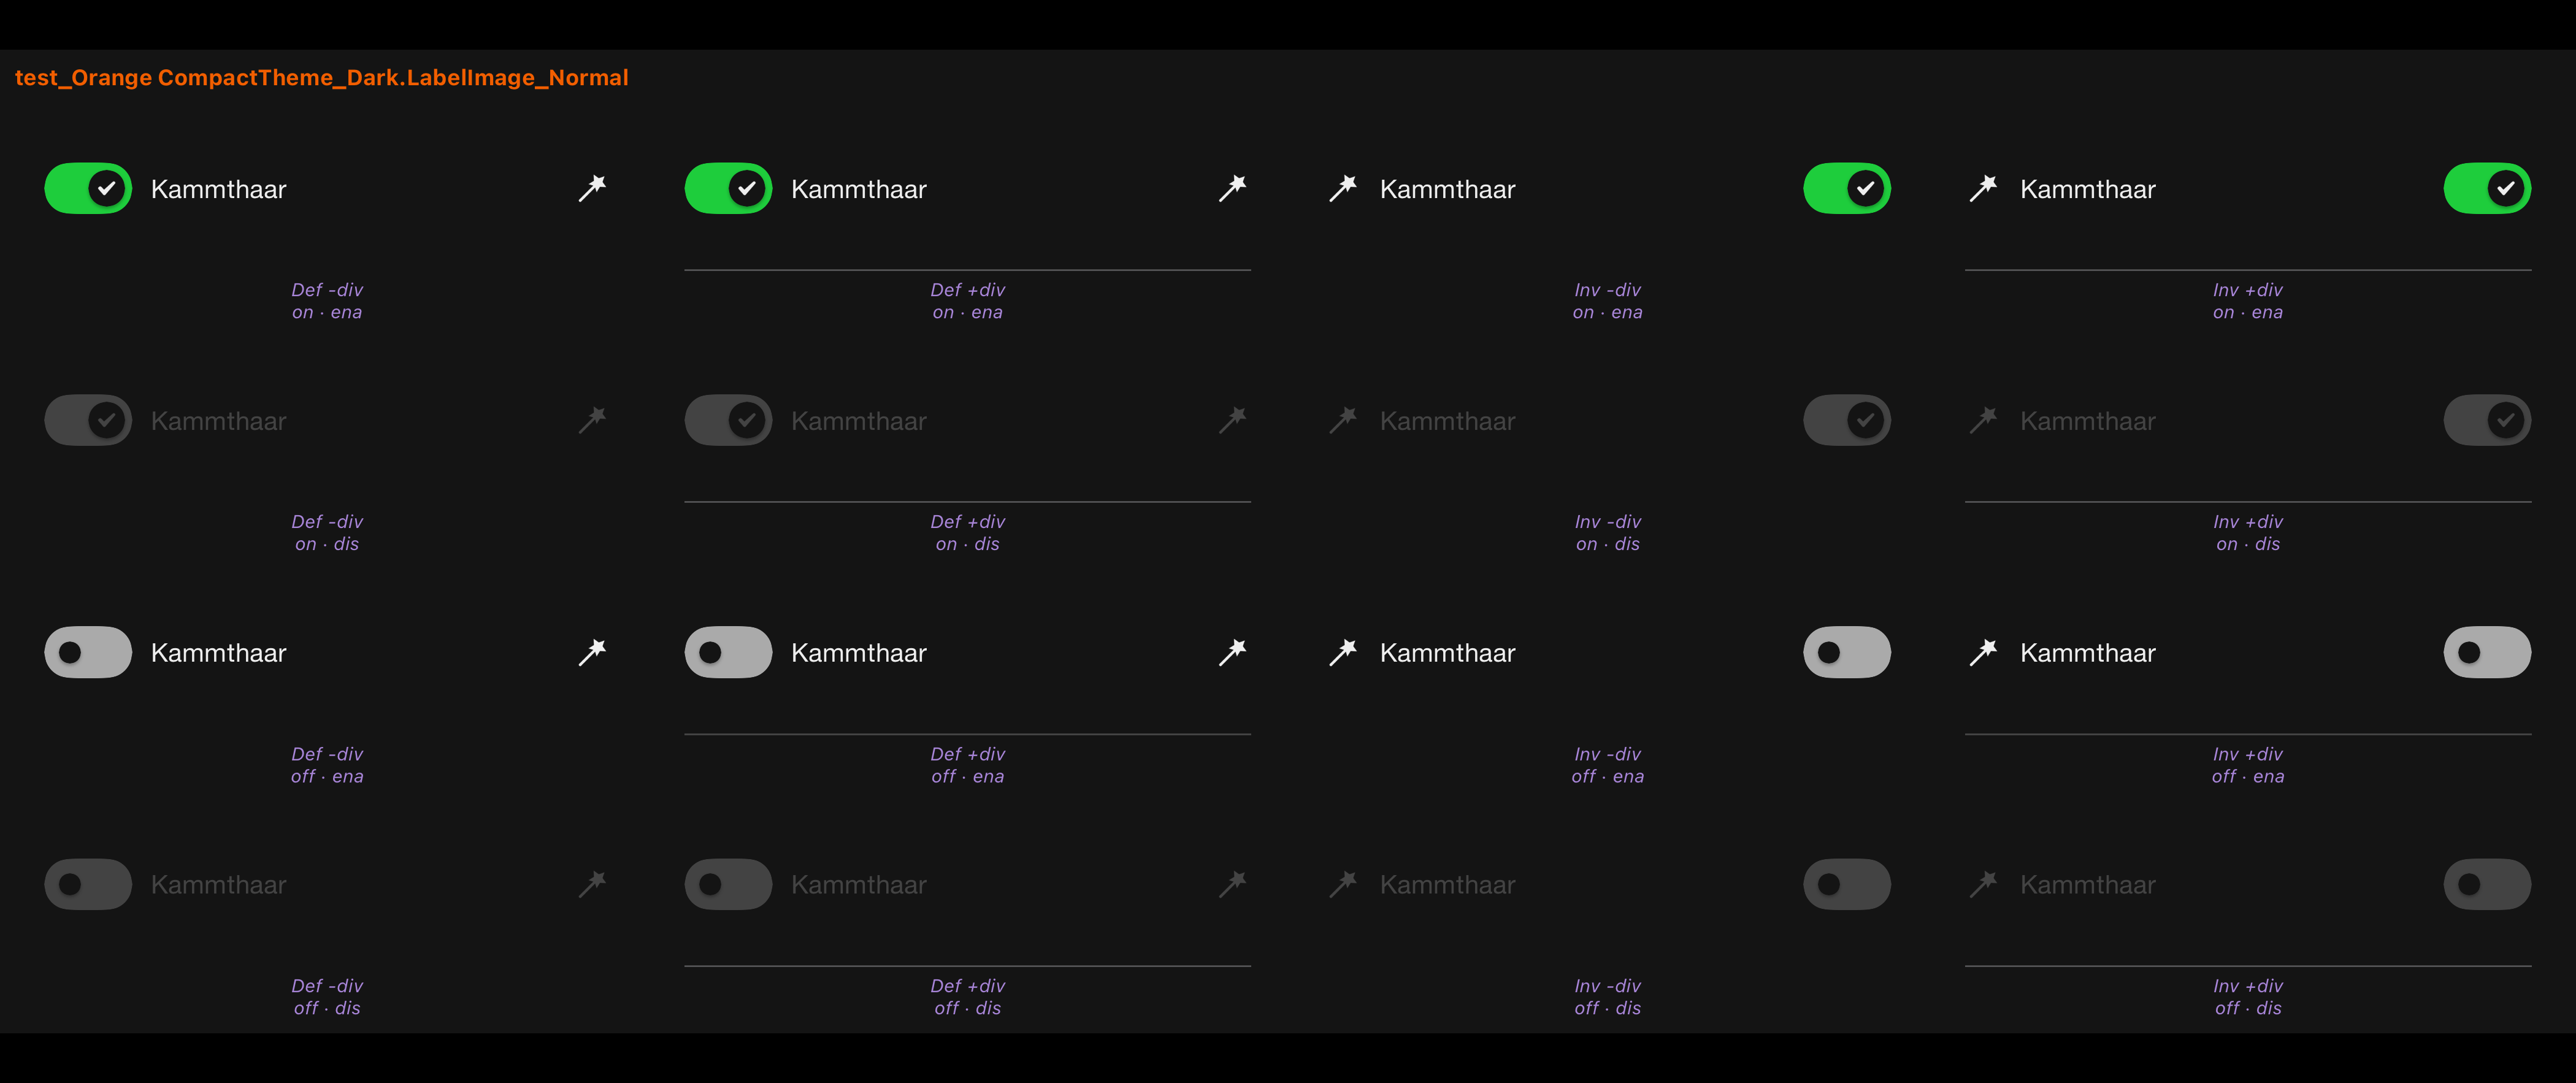 test_Orange CompactTheme_Dark.LabelImage_Normal
Kammthaar
Kammthaar
Kammthaar
Kammthaar
Def -div
on · ena
Def +div
on · ena
Inv -div
on · ena
Inv +div
on · ena
Kammthaar
Kammthaar
Kammthaar
Kammthaar
Def -div
on · dis
Def +div
on · dis
Inv -div
on · dis
Inv +div
on · dis
Kammthaar
Kammthaar
Kammthaar
Kammthaar
Def -div
off · ena
Def +div
off · ena
Inv -div
off · ena
Inv +div
off · ena
Kammthaar
Kammthaar
Kammthaar
Kammthaar
Def -div
off · dis
Def +div
off · dis
Inv -div
off · dis
Inv +div
off · dis